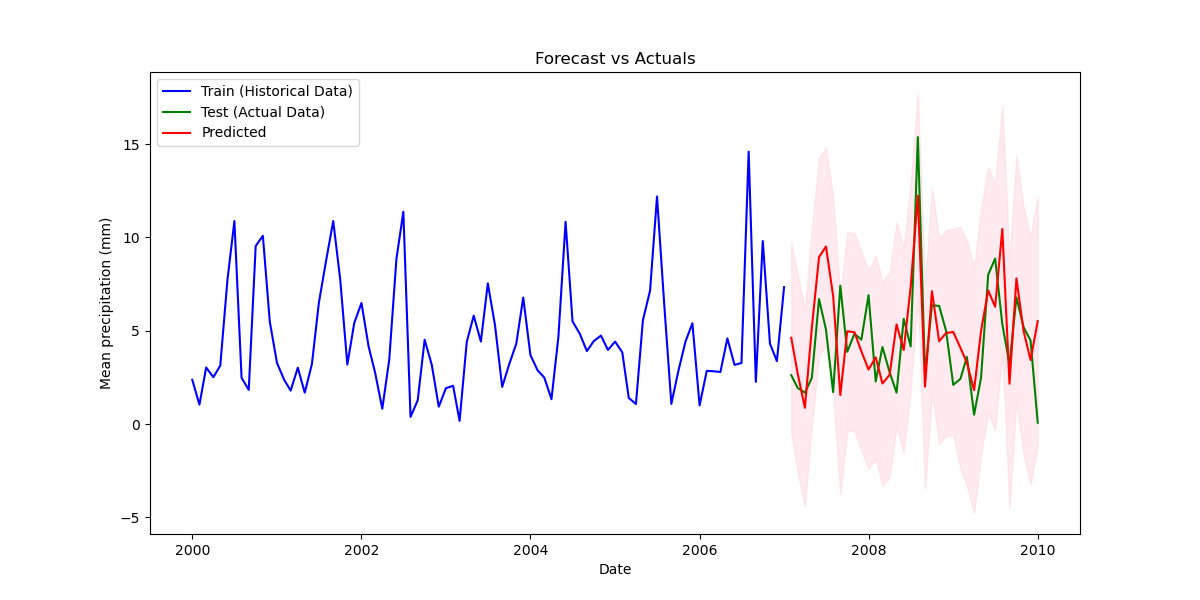 Forecast vs Actuals
Train (Historical Data)
Test (Actual Data)
Predicted
Mean precipitation (mm)
15
10
5
0
−5
2000
2002
2004
2006
2008
2010
Date